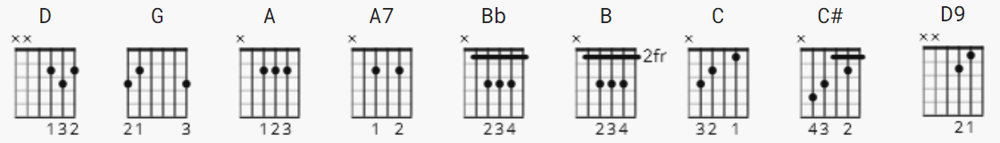 D G A A7 Bb B C C# D9
×× × × × × × × ××
2fr
132 21 3 123 1 2 234 234 32 1 43 2 21